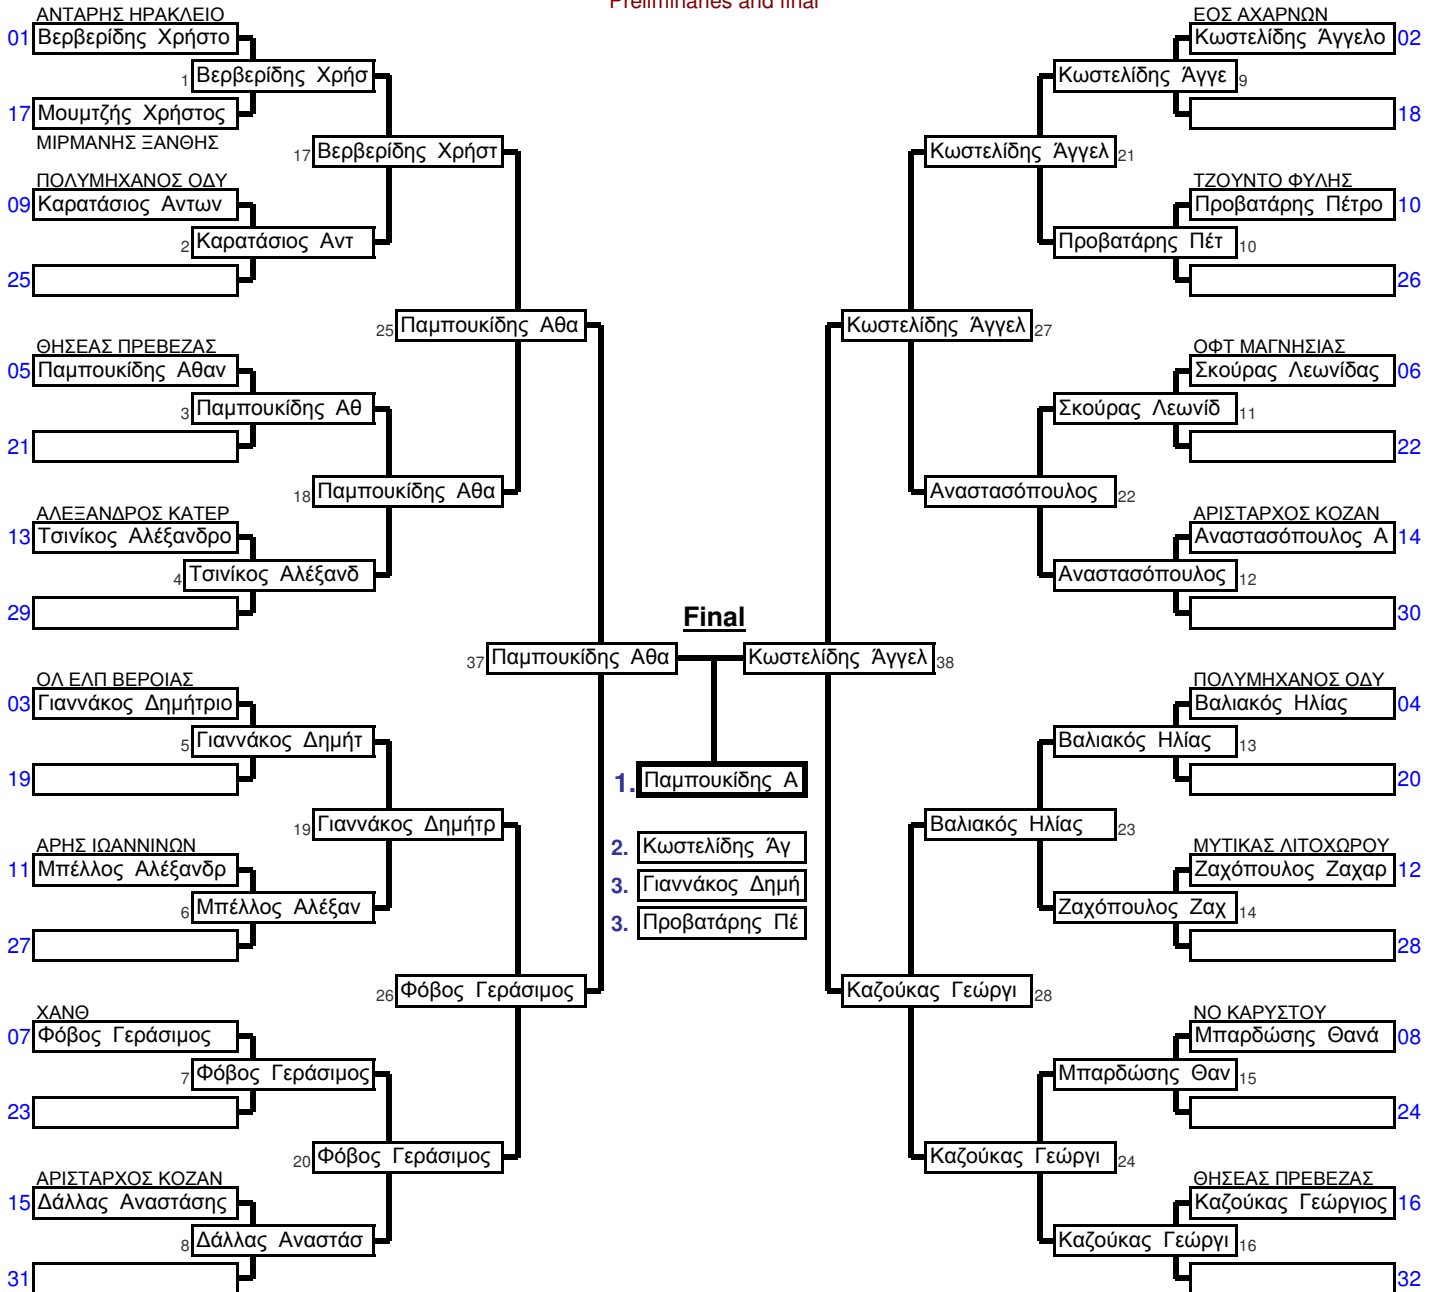 Preliminaries and final
ΑΝΤΑΡΗΣ ΗΡΑΚΛΕΙΟ
01 Βερβερίδης Χρήστο
1 Βερβερίδης Χρήσ
17 Μουμτζής Χρήστος
ΜΙΡΜΑΝΗΣ ΞΑΝΘΗΣ
17 Βερβερίδης Χρήστ
ΠΟΛΥΜΗΧΑΝΟΣ ΟΔΥ
09 Καρατάσιος Αντων
2 Καρατάσιος Αντ
25
25 Παμπουκίδης Αθα
ΘΗΣΕΑΣ ΠΡΕΒΕΖΑΣ
05 Παμπουκίδης Αθαν
3 Παμπουκίδης Αθ
21
18 Παμπουκίδης Αθα
ΑΛΕΞΑΝΔΡΟΣ ΚΑΤΕΡ
13 Τσινίκος Αλέξανδρο
4 Τσινίκος Αλέξανδ
29
37 Παμπουκίδης Αθα
ΟΛ ΕΛΠ ΒΕΡΟΙΑΣ
03 Γιαννάκος Δημήτριο
5 Γιαννάκος Δημήτ
19
19 Γιαννάκος Δημήτρ
ΑΡΗΣ ΙΩΑΝΝΙΝΩΝ
11 Μπέλλος Αλέξανδρ
6 Μπέλλος Αλέξαν
27
26 Φόβος Γεράσιμος
ΧΑΝΘ
07 Φόβος Γεράσιμος
7 Φόβος Γεράσιμος
23
20 Φόβος Γεράσιμος
ΑΡΙΣΤΑΡΧΟΣ ΚΟΖΑΝ
15 Δάλλας Αναστάσης
8 Δάλλας Αναστάσ
31
Final
1. Παμπουκίδης Α
2. Κωστελίδης Άγ
3. Γιαννάκος Δημή
3. Προβατάρης Πέ
ΕΟΣ ΑΧΑΡΝΩΝ
Κωστελίδης Άγγελο 02
Κωστελίδης Άγγε 9
18
Κωστελίδης Άγγελ 21
ΤΖΟΥΝΤΟ ΦΥΛΗΣ
Προβατάρης Πέτρο 10
Προβατάρης Πέτ 10
26
Κωστελίδης Άγγελ 27
ΟΦΤ ΜΑΓΝΗΣΙΑΣ
Σκούρας Λεωνίδας 06
Σκούρας Λεωνίδ 11
22
Αναστασόπουλος 22
ΑΡΙΣΤΑΡΧΟΣ ΚΟΖΑΝ
Αναστασόπουλος Α 14
Αναστασόπουλος 12
30
Κωστελίδης Άγγελ 38
ΠΟΛΥΜΗΧΑΝΟΣ ΟΔΥ
Βαλιακός Ηλίας 04
Βαλιακός Ηλίας 13
20
Βαλιακός Ηλίας 23
ΜΥΤΙΚΑΣ ΛΙΤΟΧΩΡΟΥ
Ζαχόπουλος Ζαχαρ 12
Ζαχόπουλος Ζαχ 14
28
Καζούκας Γεώργι 28
ΝΟ ΚΑΡΥΣΤΟΥ
Μπαρδώσης Θανά 08
Μπαρδώσης Θαν 15
24
Καζούκας Γεώργι 24
ΘΗΣΕΑΣ ΠΡΕΒΕΖΑΣ
Καζούκας Γεώργιος 16
Καζούκας Γεώργι 16
32